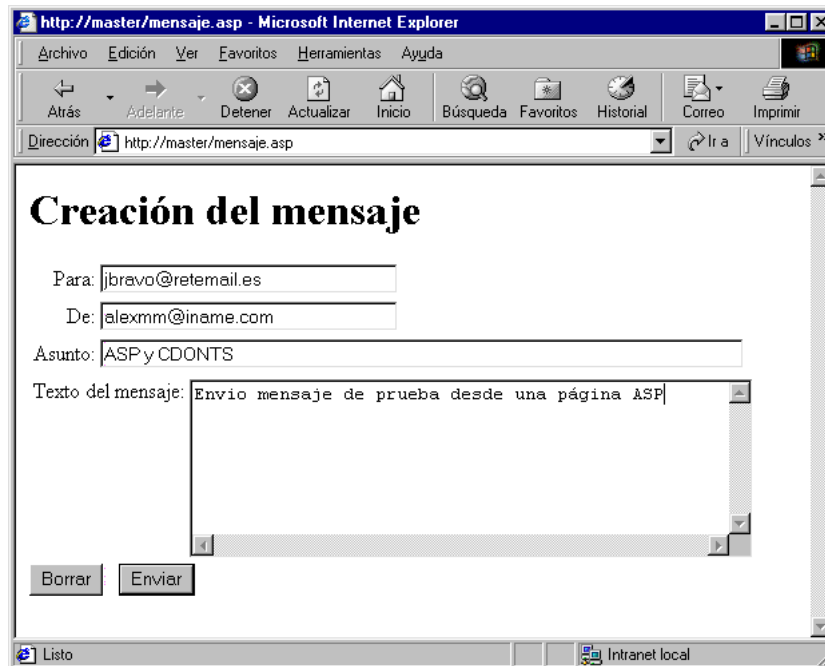 http://master/mensaje.asp - Microsoft Internet Explorer
Archivo Edición Ver Favoritos Herramientas Ayuda
Atrás Adelante Detener Actualizar Inicio Búsqueda Favoritos Historial Correo Imprimir
Dirección http://master/mensaje.asp Ir a Vínculos »
Creación del mensaje
Para: jbravo@retemail.es
De: alexmm@iname.com
Asunto: ASP y CDONTS
Texto del mensaje: Envio mensaje de prueba desde una página ASP
Borrar Enviar
Listo Intranet local